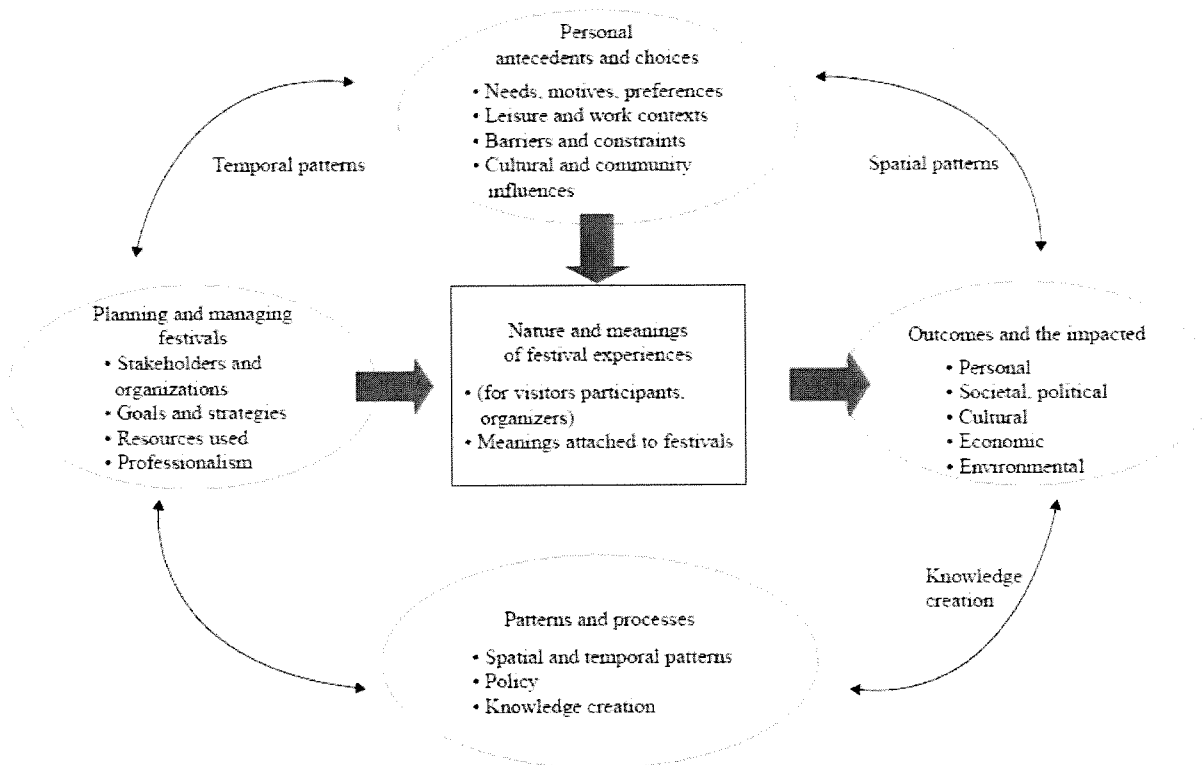 Personal
antecedents and choices
• Needs, motives, preferences
• Leisure and work contexts
• Barriers and constraints
• Cultural and community
influences
Temporal patterns
Spatial patterns
Planning and managing
festivals
• Stakeholders and
organizations
• Goals and strategies
• Resources used
• Professionalism
Nature and meanings
of festival experiences
• (for visitors participants,
organizers)
• Meanings attached to festivals
Outcomes and the impacted
• Personal
• Societal, political
• Cultural
• Economic
• Environmental
Knowledge
creation
Patterns and processes
• Spatial and temporal patterns
• Policy
• Knowledge creation